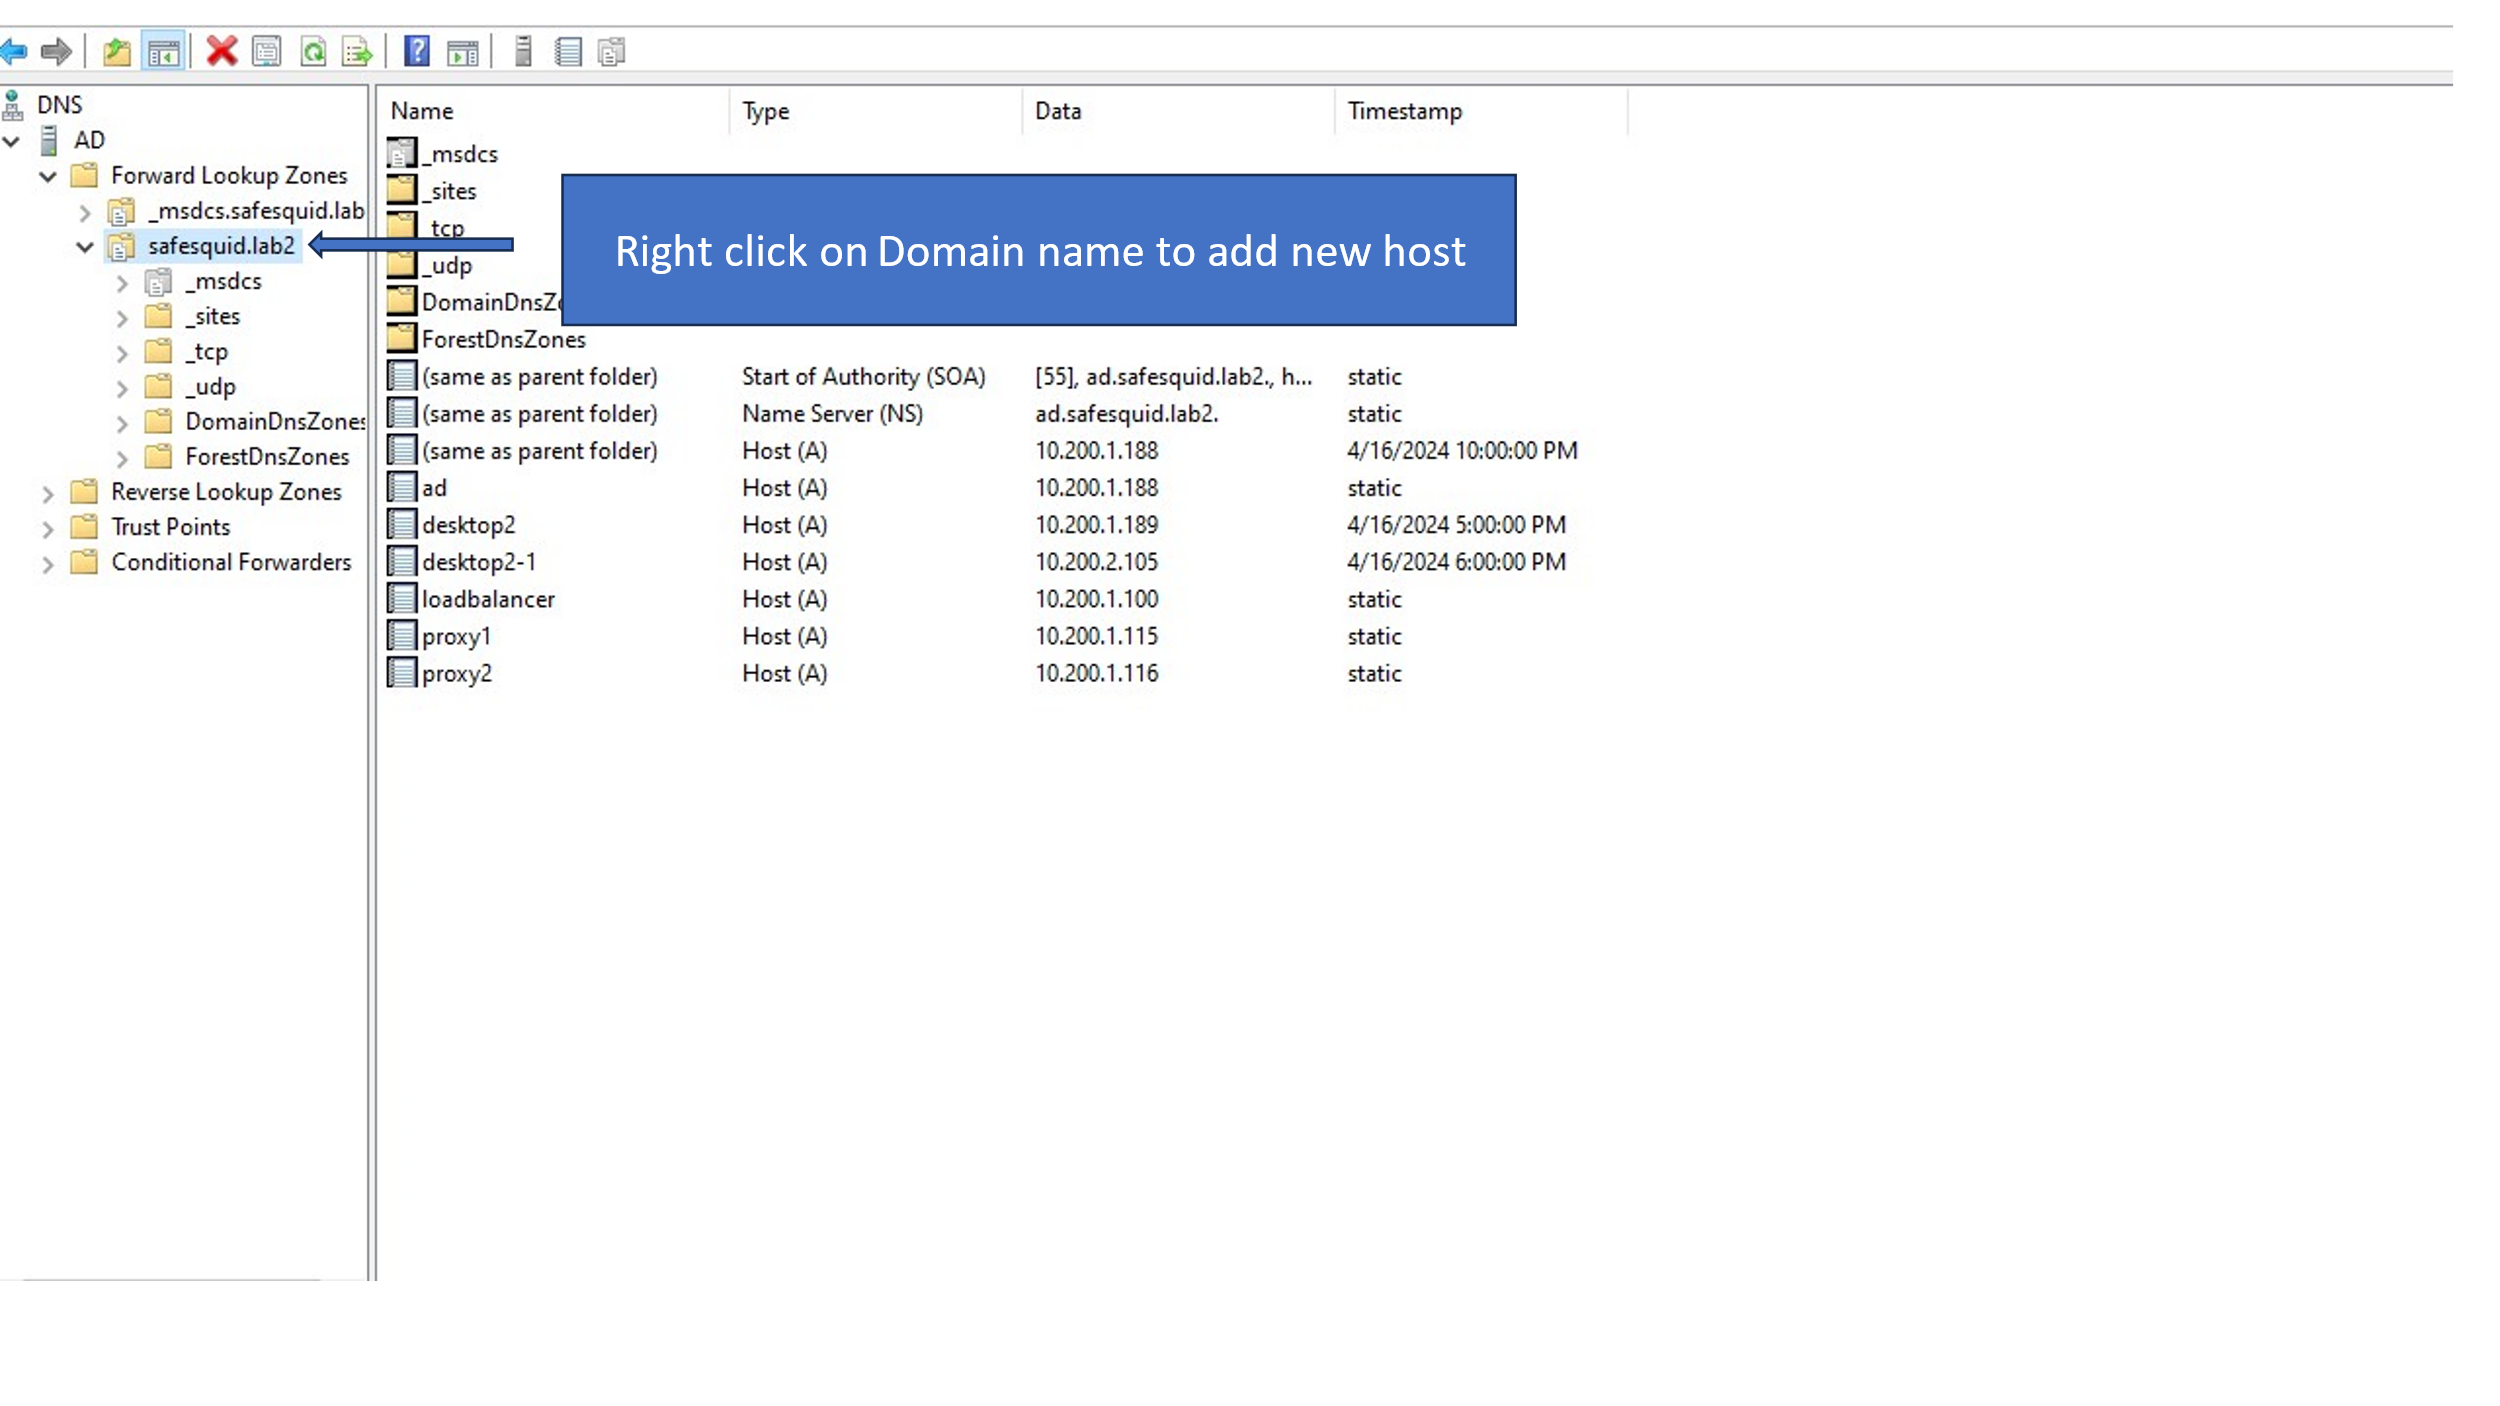 DNS
AD
Forward Lookup Zones
_msdcs.safesquid.lab
safesquid.lab2
_msdcs
_sites
_tcp
_udp
DomainDnsZones
ForestDnsZones
Reverse Lookup Zones
Trust Points
Conditional Forwarders
Name Type Data Timestamp
_msdcs
_sites
_tcp
_udp
DomainDnsZ
ForestDnsZones
Right click on Domain name to add new host
(same as parent folder) Start of Authority (SOA) [55], ad.safesquid.lab2., h... static
(same as parent folder) Name Server (NS) ad.safesquid.lab2. static
(same as parent folder) Host (A) 10.200.1.188 4/16/2024 10:00:00 PM
ad Host (A) 10.200.1.188 static
desktop2 Host (A) 10.200.1.189 4/16/2024 5:00:00 PM
desktop2-1 Host (A) 10.200.2.105 4/16/2024 6:00:00 PM
loadbalancer Host (A) 10.200.1.100 static
proxy1 Host (A) 10.200.1.115 static
proxy2 Host (A) 10.200.1.116 static